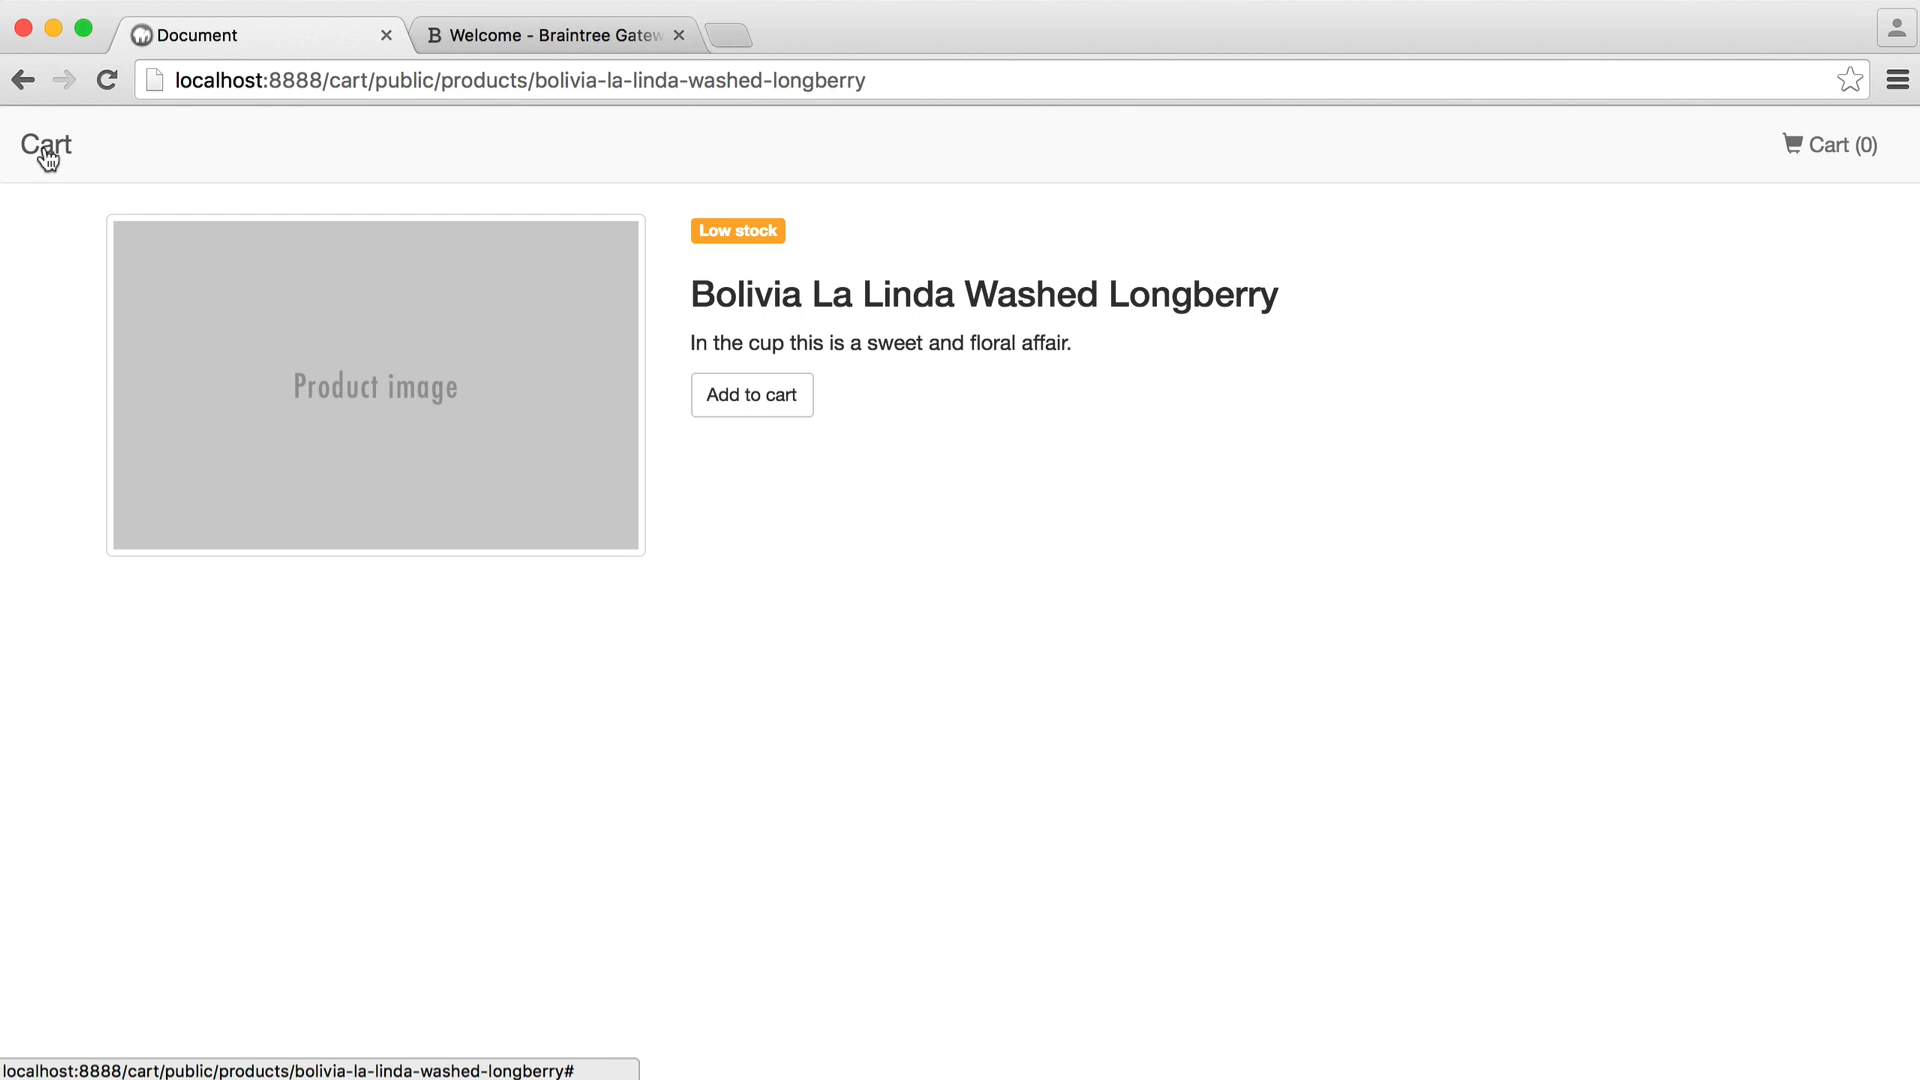 Document
Welcome - Braintree Gatew
localhost:8888/cart/public/products/bolivia-la-linda-washed-longberry
Cart
Cart (0)
Low stock
Bolivia La Linda Washed Longberry
In the cup this is a sweet and floral affair.
Add to cart
Product image
localhost:8888/cart/public/products/bolivia-la-linda-washed-longberry#